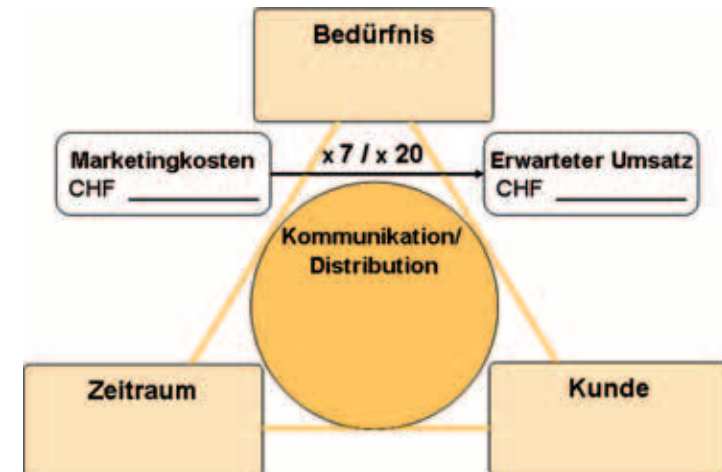 Bedürfnis
Marketingkosten
CHF
x 7 / x 20
Erwarteter Umsatz
CHF
Kommunikation/
Distribution
Zeitraum
Kunde